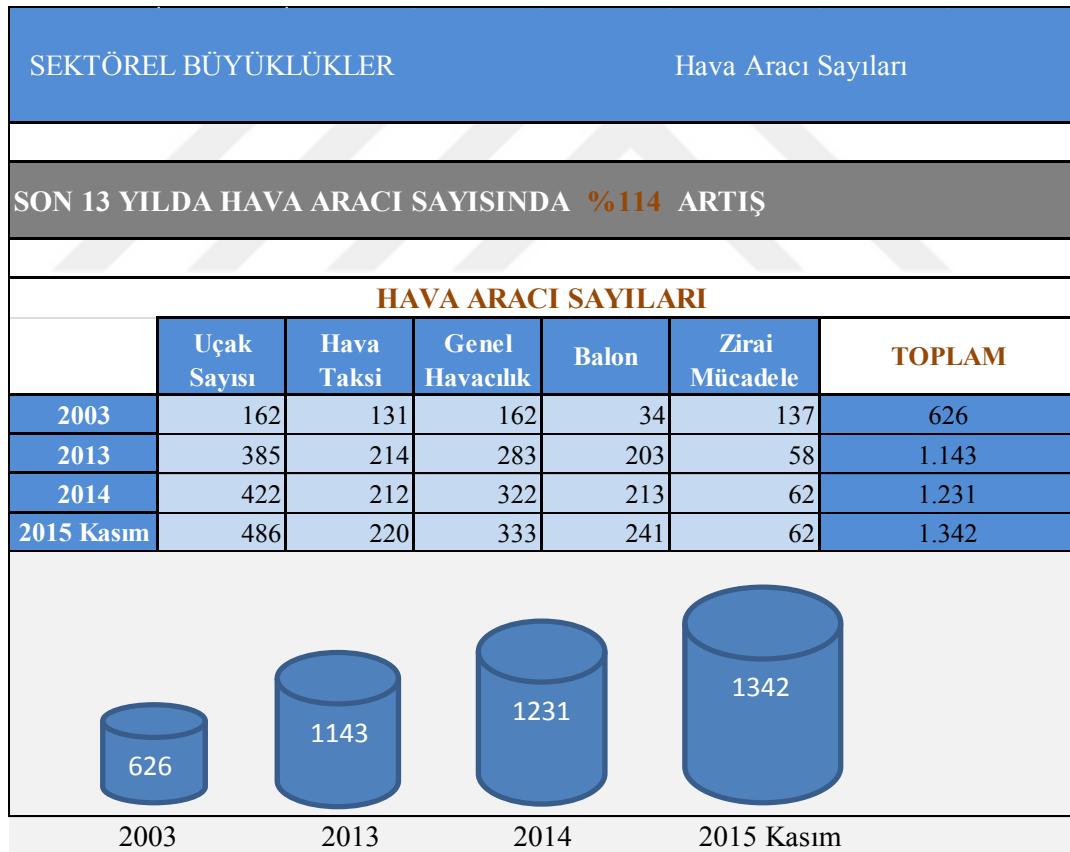 SEKTÖREL BÜYÜKLÜKLER Hava Aracı Sayıları
SON 13 YILDA HAVA ARACI SAYISINDA %114 ARTIŞ
HAVA ARACI SAYILARI
Uçak Sayısı Hava Taksi Genel Havacılık Balon Zirai Mücadele TOPLAM
2003 162 131 162 34 137 626
2013 385 214 283 203 58 1.143
2014 422 212 322 213 62 1.231
2015 Kasım 486 220 333 241 62 1.342
626 1143 1231 1342
2003 2013 2014 2015 Kasım